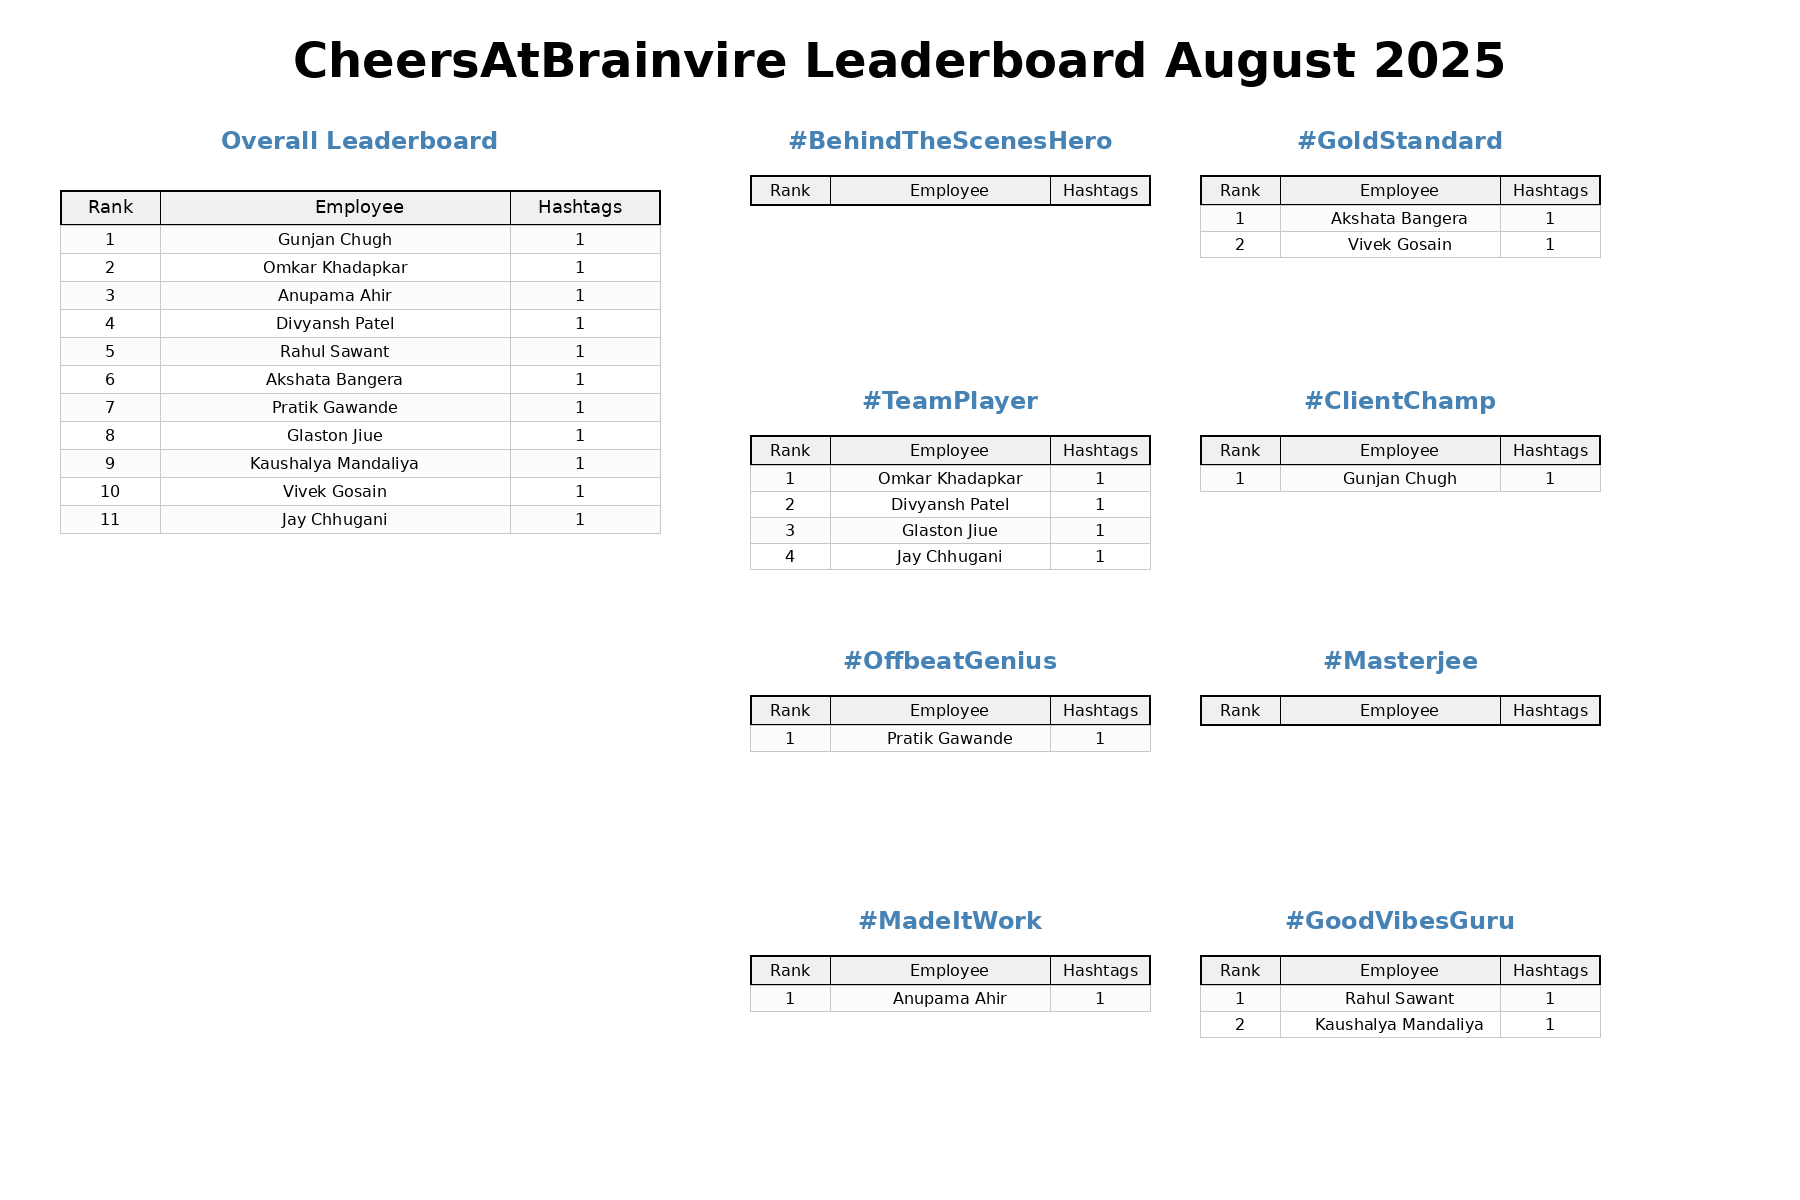 CheersAtBrainvire Leaderboard August 2025
Overall Leaderboard
Rank Employee Hashtags
1 Gunjan Chugh 1
2 Omkar Khadapkar 1
3 Anupama Ahir 1
4 Divyansh Patel 1
5 Rahul Sawant 1
6 Akshata Bangera 1
7 Pratik Gawande 1
8 Glaston Jiue 1
9 Kaushalya Mandaliya 1
10 Vivek Gosain 1
11 Jay Chhugani 1
#BehindTheScenesHero
Rank Employee Hashtags
#GoldStandard
Rank Employee Hashtags
1 Akshata Bangera 1
2 Vivek Gosain 1
#TeamPlayer
Rank Employee Hashtags
1 Omkar Khadapkar 1
2 Divyansh Patel 1
3 Glaston Jiue 1
4 Jay Chhugani 1
#ClientChamp
Rank Employee Hashtags
1 Gunjan Chugh 1
#OffbeatGenius
Rank Employee Hashtags
1 Pratik Gawande 1
#Masterjee
Rank Employee Hashtags
#MadeItWork
Rank Employee Hashtags
1 Anupama Ahir 1
#GoodVibesGuru
Rank Employee Hashtags
1 Rahul Sawant 1
2 Kaushalya Mandaliya 1